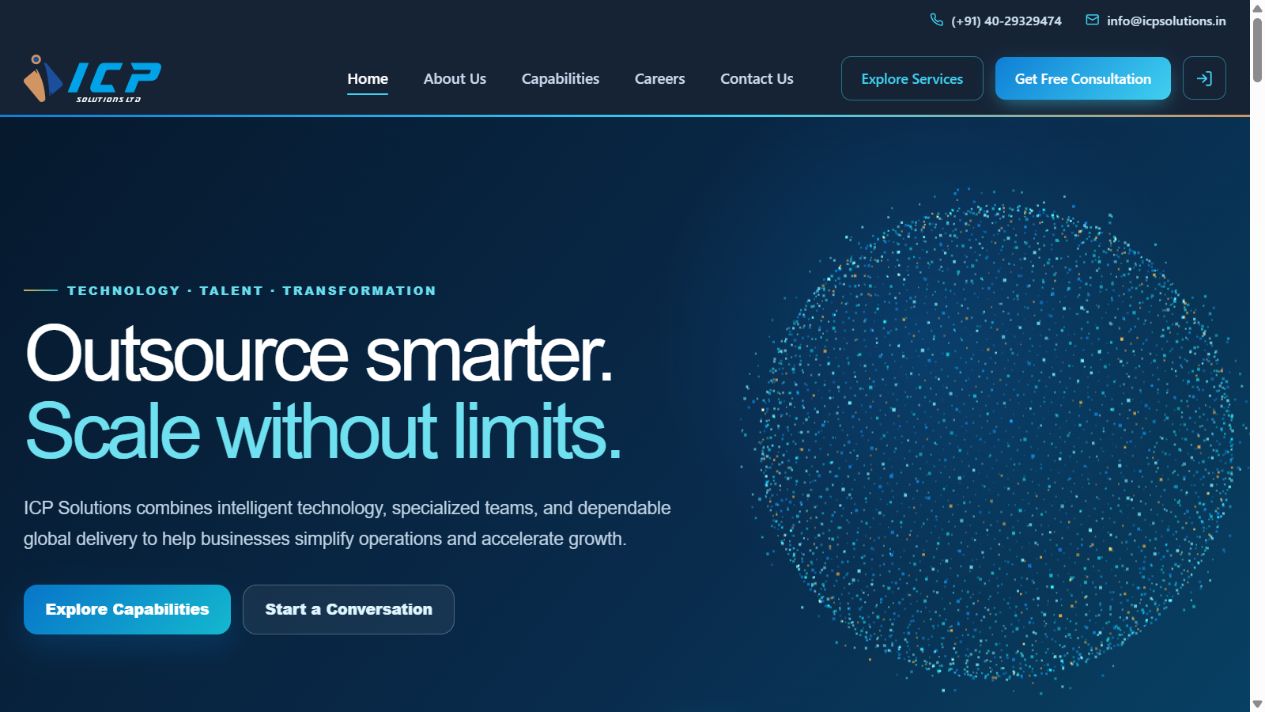 (+91) 40-29329474
info@icpsolutions.in
ICP
SOLUTIONS LTD
Home
About Us
Capabilities
Careers
Contact Us
Explore Services
Get Free Consultation
TECHNOLOGY · TALENT · TRANSFORMATION
Outsource smarter.
Scale without limits.
ICP Solutions combines intelligent technology, specialized teams, and dependable
global delivery to help businesses simplify operations and accelerate growth.
Explore Capabilities
Start a Conversation